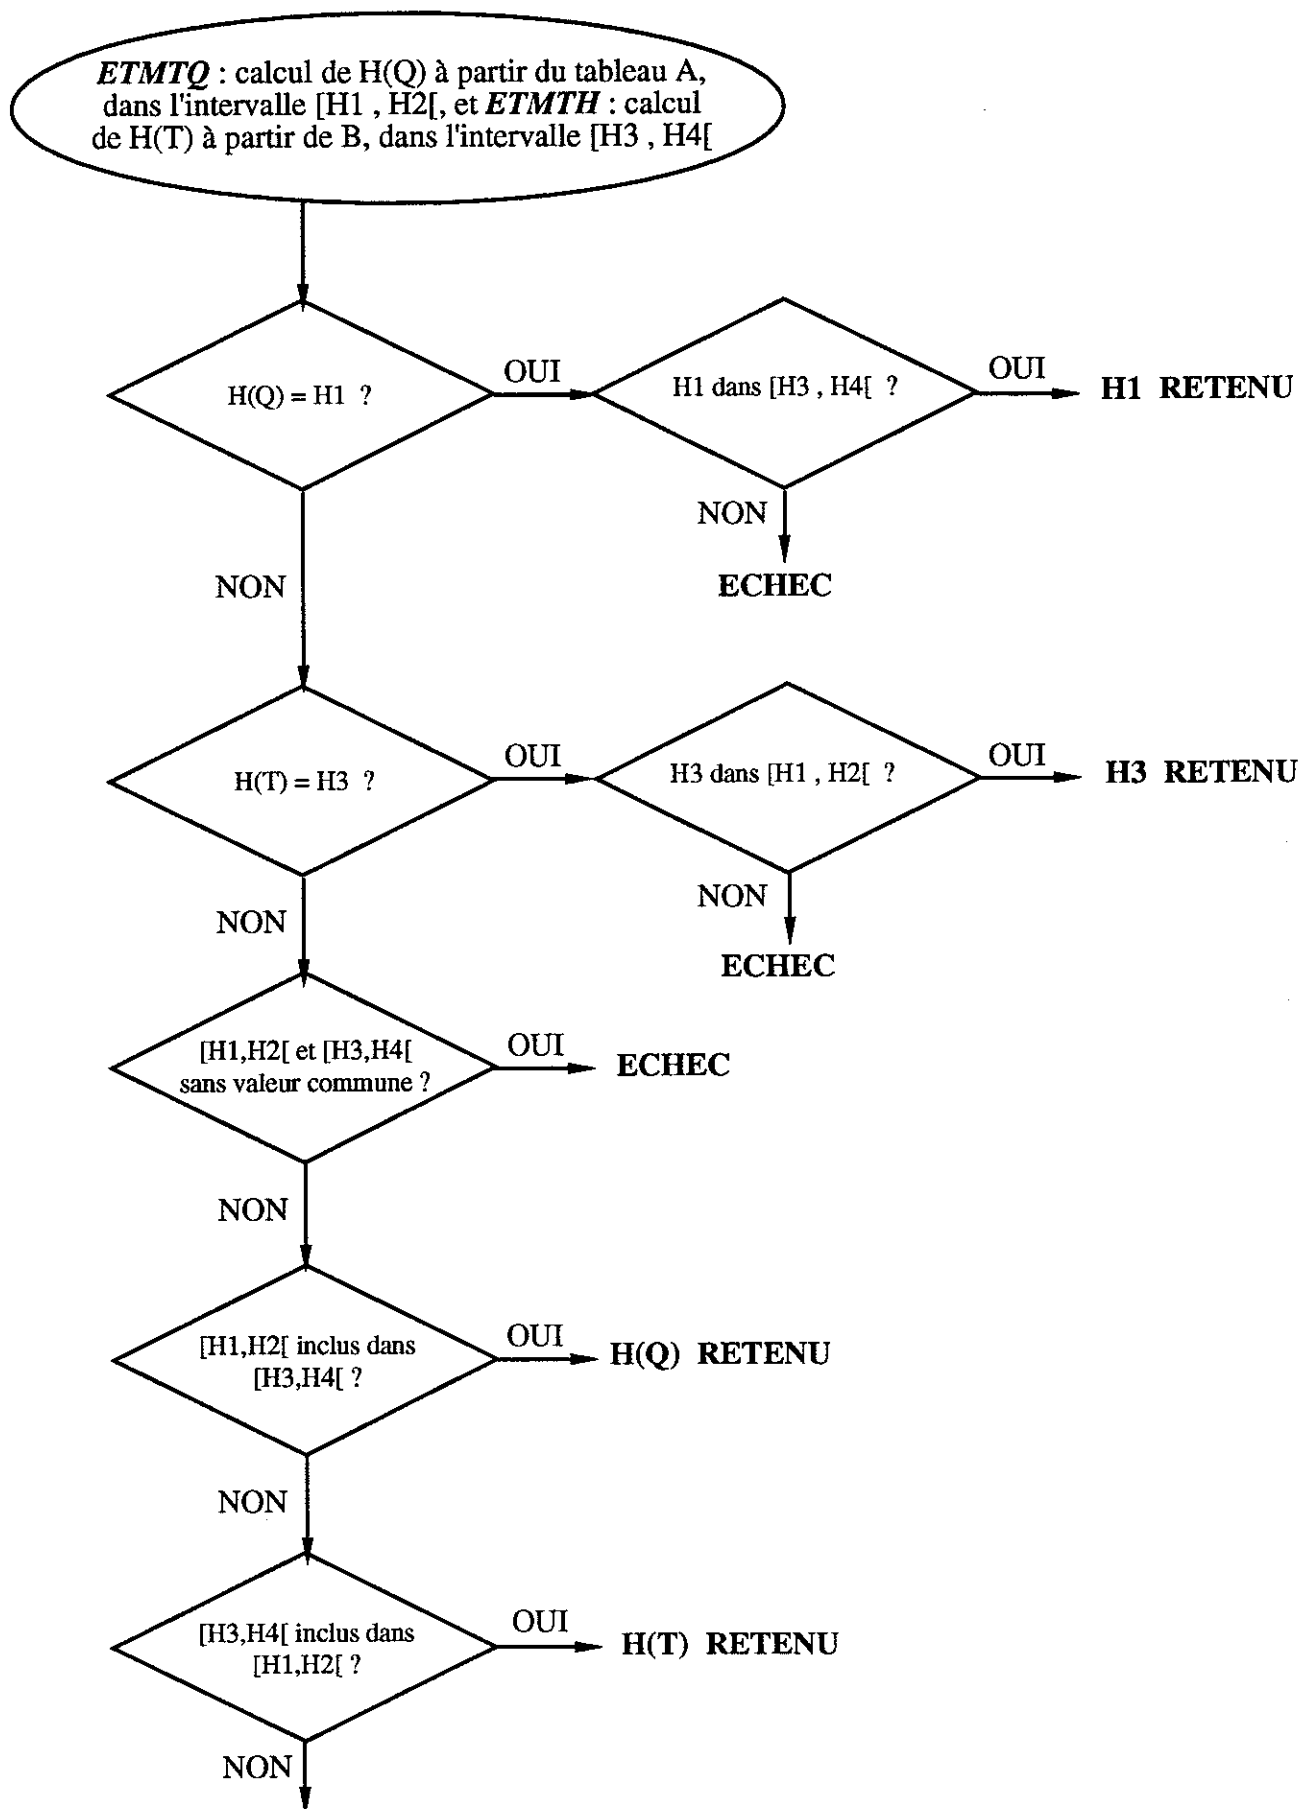 ETMTQ : calcul de H(Q) à partir du tableau A,
dans l'intervalle [H1 , H2[, et ETMTH : calcul
de H(T) à partir de B, dans l'intervalle [H3 , H4[
H(Q) = H1 ?
OUI
H1 dans [H3 , H4[ ?
OUI
H1 RETENU
NON
ECHEC
NON
H(T) = H3 ?
OUI
H3 dans [H1 , H2[ ?
OUI
H3 RETENU
NON
ECHEC
NON
[H1,H2[ et [H3,H4[
sans valeur commune ?
OUI
ECHEC
NON
[H1,H2[ inclus dans
[H3,H4[ ?
OUI
H(Q) RETENU
NON
[H3,H4[ inclus dans
[H1,H2[ ?
OUI
H(T) RETENU
NON